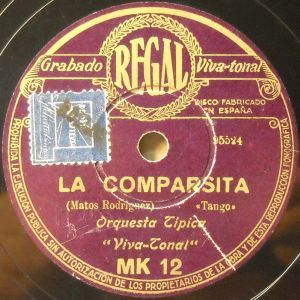 Grabado REGAL Viva-tonal
DISCO FABRICADO
EN ESPAÑA
95524
LA COMPARSITA
(Matos Rodríguez) «Tango»
Orquesta Típica
"Viva-Tonal"
MK 12
PROHIBIDA LA EJECUCIÓN PÚBLICA SIN AUTORIZACIÓN DE LOS PROPIETARIOS DE LA OBRA Y DE ESTA REPRODUCCIÓN FONOGRÁFICA